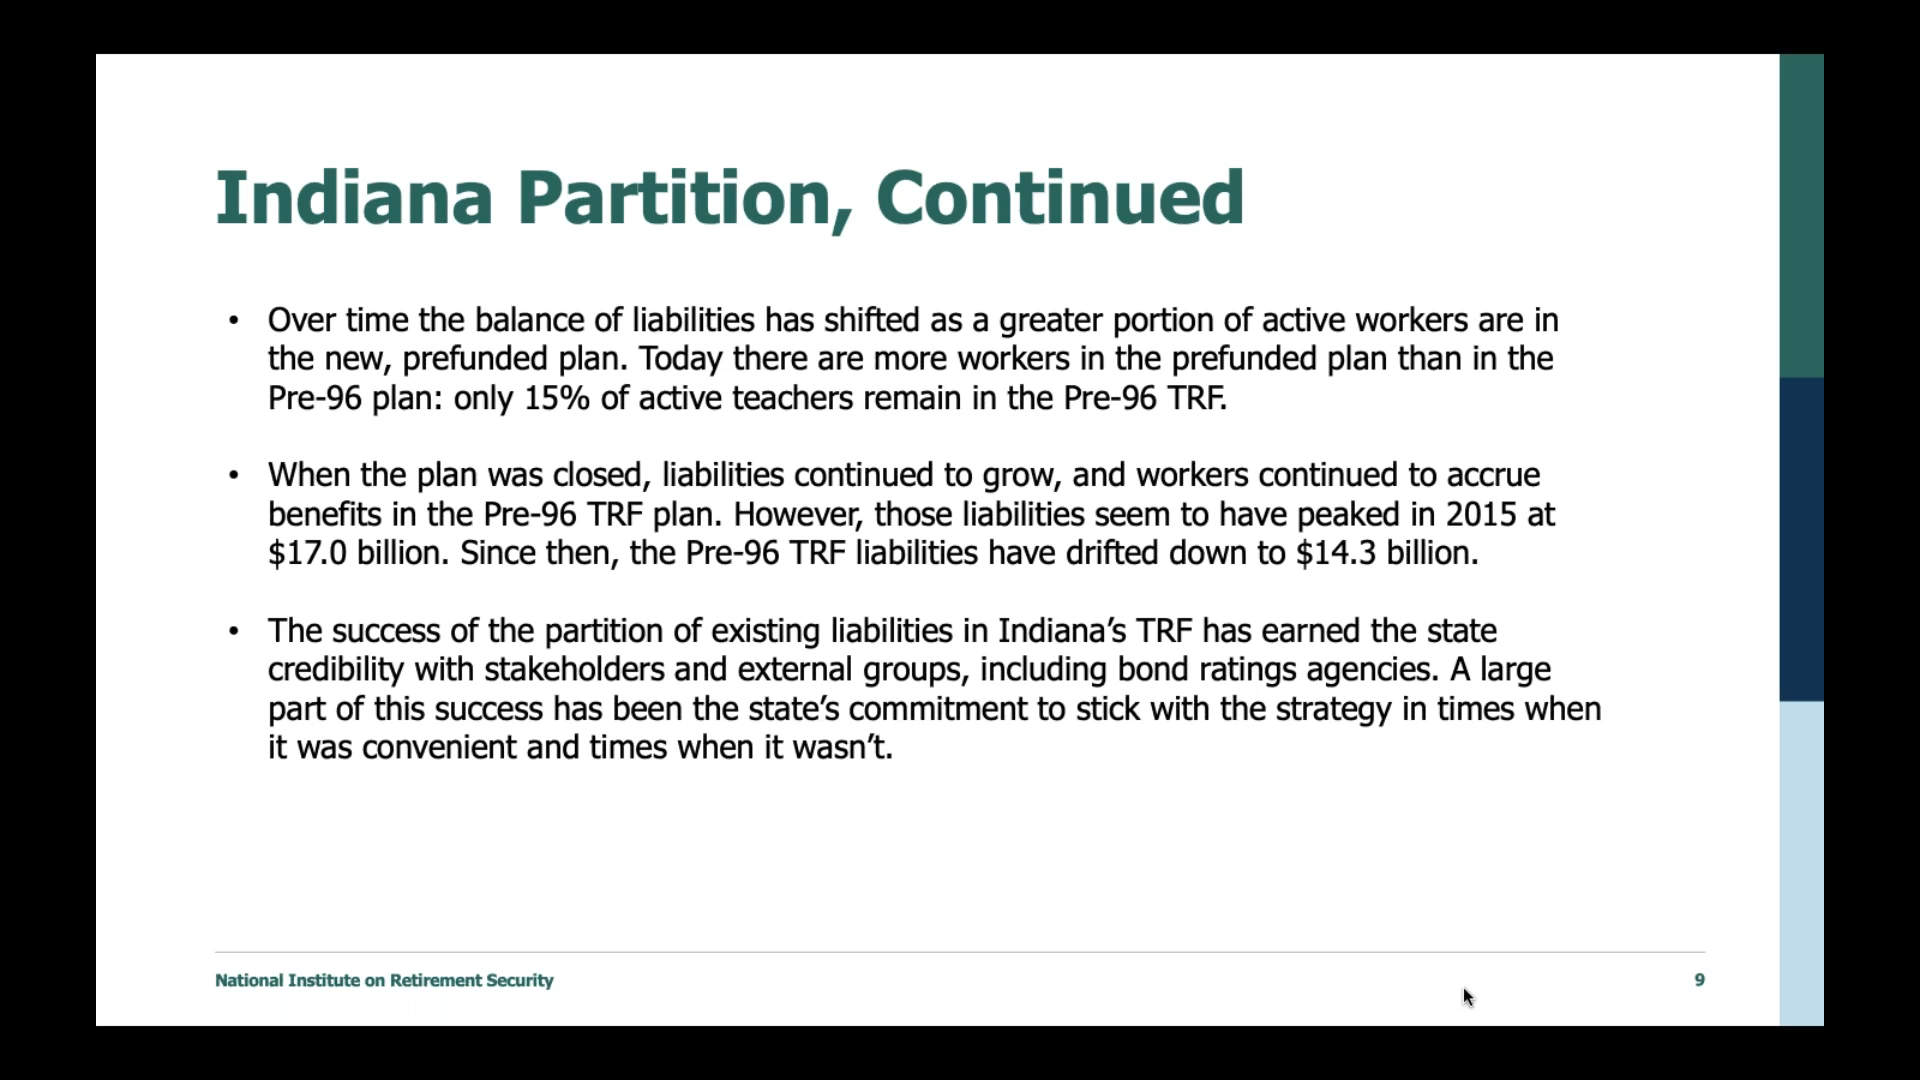 Indiana Partition, Continued
• Over time the balance of liabilities has shifted as a greater portion of active workers are in
the new, prefunded plan. Today there are more workers in the prefunded plan than in the
Pre-96 plan: only 15% of active teachers remain in the Pre-96 TRF.
• When the plan was closed, liabilities continued to grow, and workers continued to accrue
benefits in the Pre-96 TRF plan. However, those liabilities seem to have peaked in 2015 at
$17.0 billion. Since then, the Pre-96 TRF liabilities have drifted down to $14.3 billion.
• The success of the partition of existing liabilities in Indiana’s TRF has earned the state
credibility with stakeholders and external groups, including bond ratings agencies. A large
part of this success has been the state’s commitment to stick with the strategy in times when
it was convenient and times when it wasn’t.
National Institute on Retirement Security
9